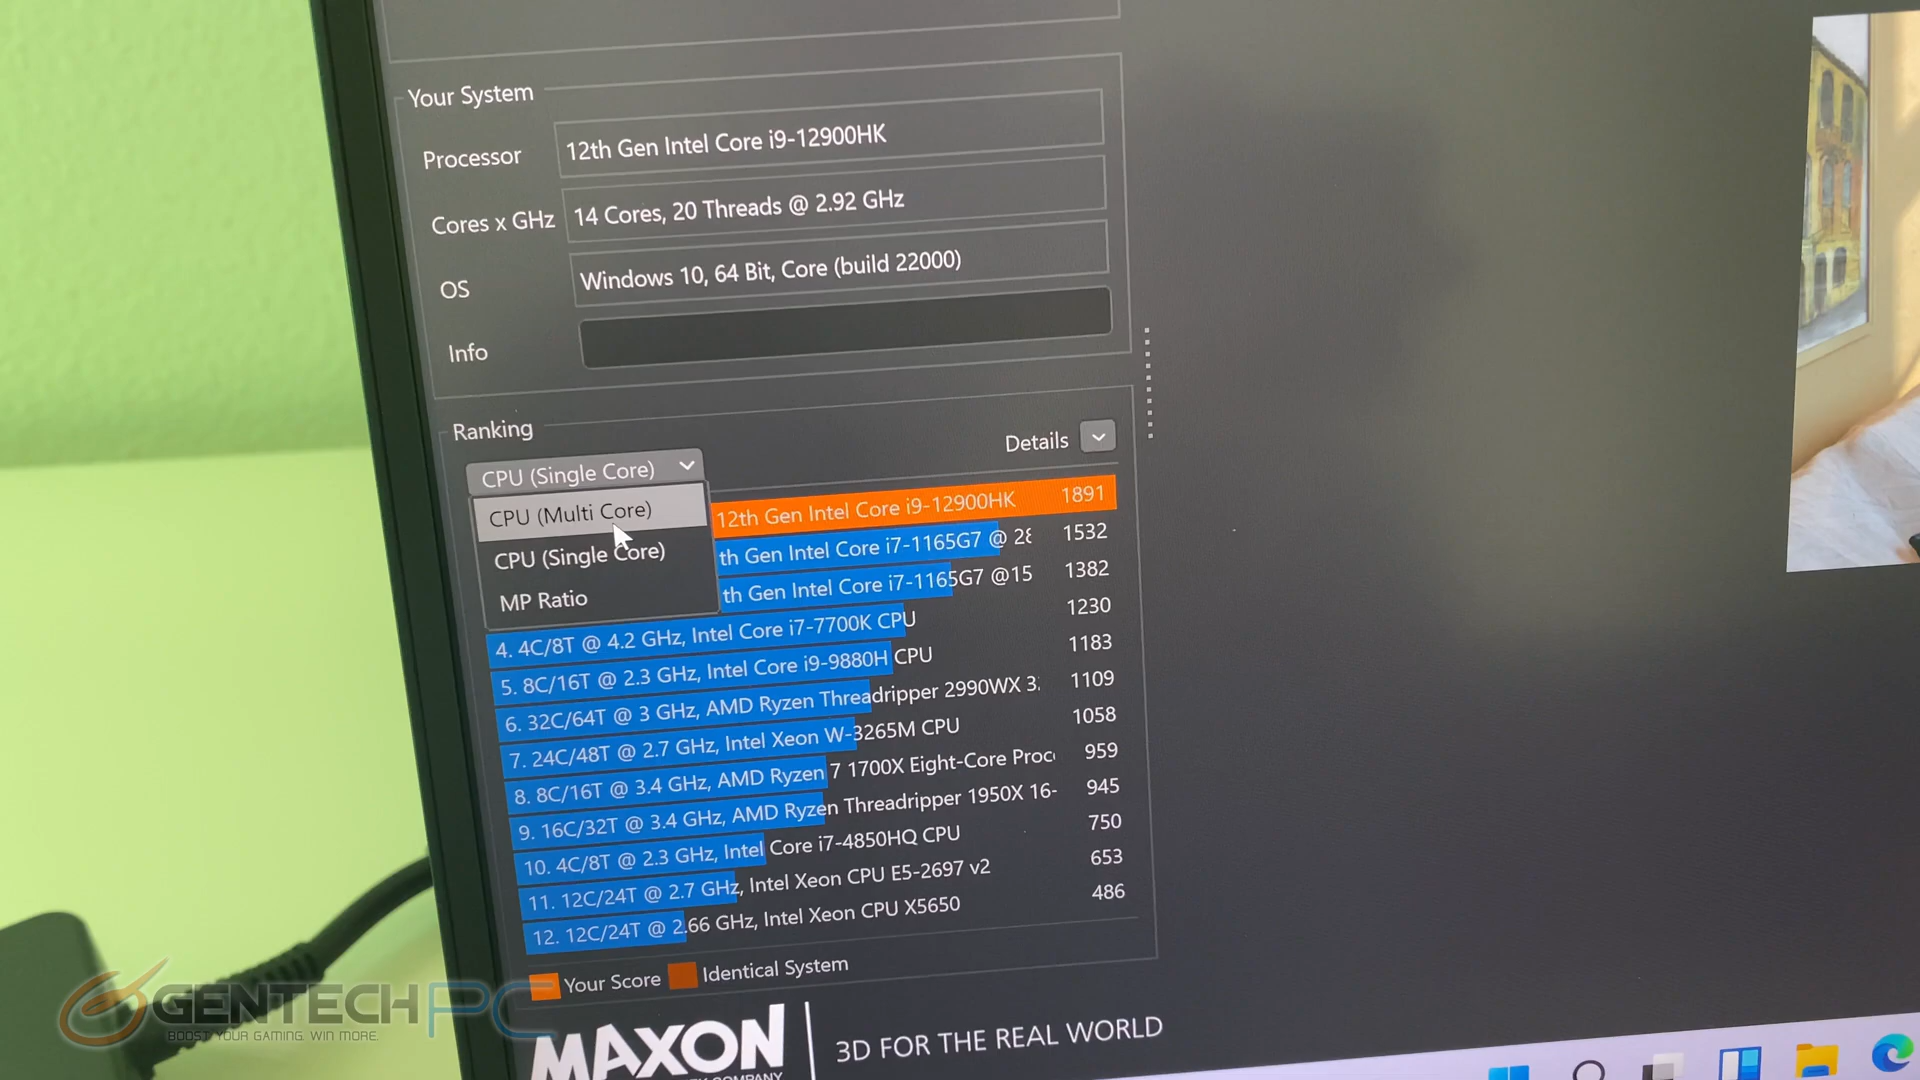 Your System
Processor 12th Gen Intel Core i9-12900HK
Cores x GHz 14 Cores, 20 Threads @ 2.92 GHz
OS Windows 10, 64 Bit, Core (build 22000)
Info
Ranking
Details
CPU (Single Core)
CPU (Multi Core)
CPU (Single Core)
MP Ratio
12th Gen Intel Core i9-12900HK 1891
th Gen Intel Core i7-1165G7 @ 28 1532
th Gen Intel Core i7-1165G7 @15 1382
4. 4C/8T @ 4.2 GHz, Intel Core i7-7700K CPU 1230
5. 8C/16T @ 2.3 GHz, Intel Core i9-9880H CPU 1183
6. 32C/64T @ 3 GHz, AMD Ryzen Threadripper 2990WX 3 1109
7. 24C/48T @ 2.7 GHz, Intel Xeon W-3265M CPU 1058
8. 8C/16T @ 3.4 GHz, AMD Ryzen 7 1700X Eight-Core Proc 959
9. 16C/32T @ 3.4 GHz, AMD Ryzen Threadripper 1950X 16- 945
10. 4C/8T @ 2.3 GHz, Intel Core i7-4850HQ CPU 750
11. 12C/24T @ 2.7 GHz, Intel Xeon CPU E5-2697 v2 653
12. 12C/24T @ 2.66 GHz, Intel Xeon CPU X5650 486
Your Score Identical System
MAXON 3D FOR THE REAL WORLD
COMPANY
GENTECH PC
BOOST YOUR GAMING. WIN MORE.